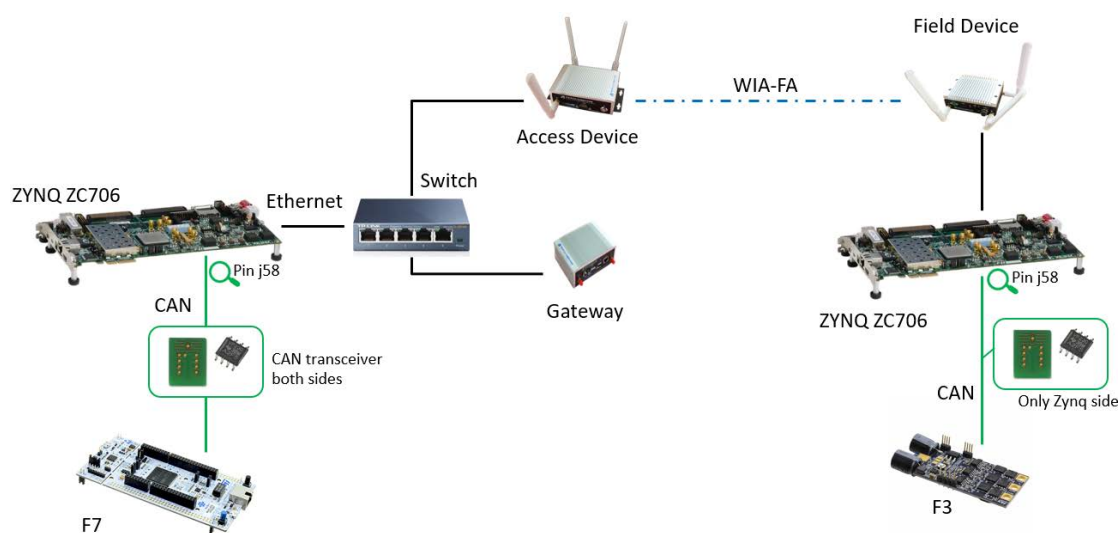 Field Device
WIA-FA
Access Device
ZYNQ ZC706
Ethernet
Switch
Pin j58
CAN
Gateway
Pin j58
ZYNQ ZC706
CAN transceiver
both sides
CAN
Only Zynq side
F7
F3